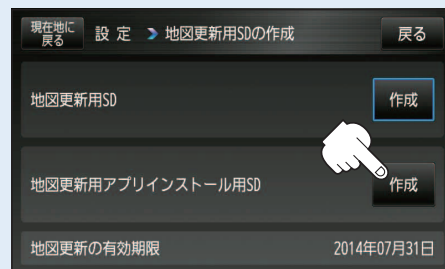 現在地に
戻る
設 定 地図更新用SDの作成
戻る
地図更新用SD
作成
地図更新用アプリインストール用SD
作成
地図更新の有効期限
2014年07月31日